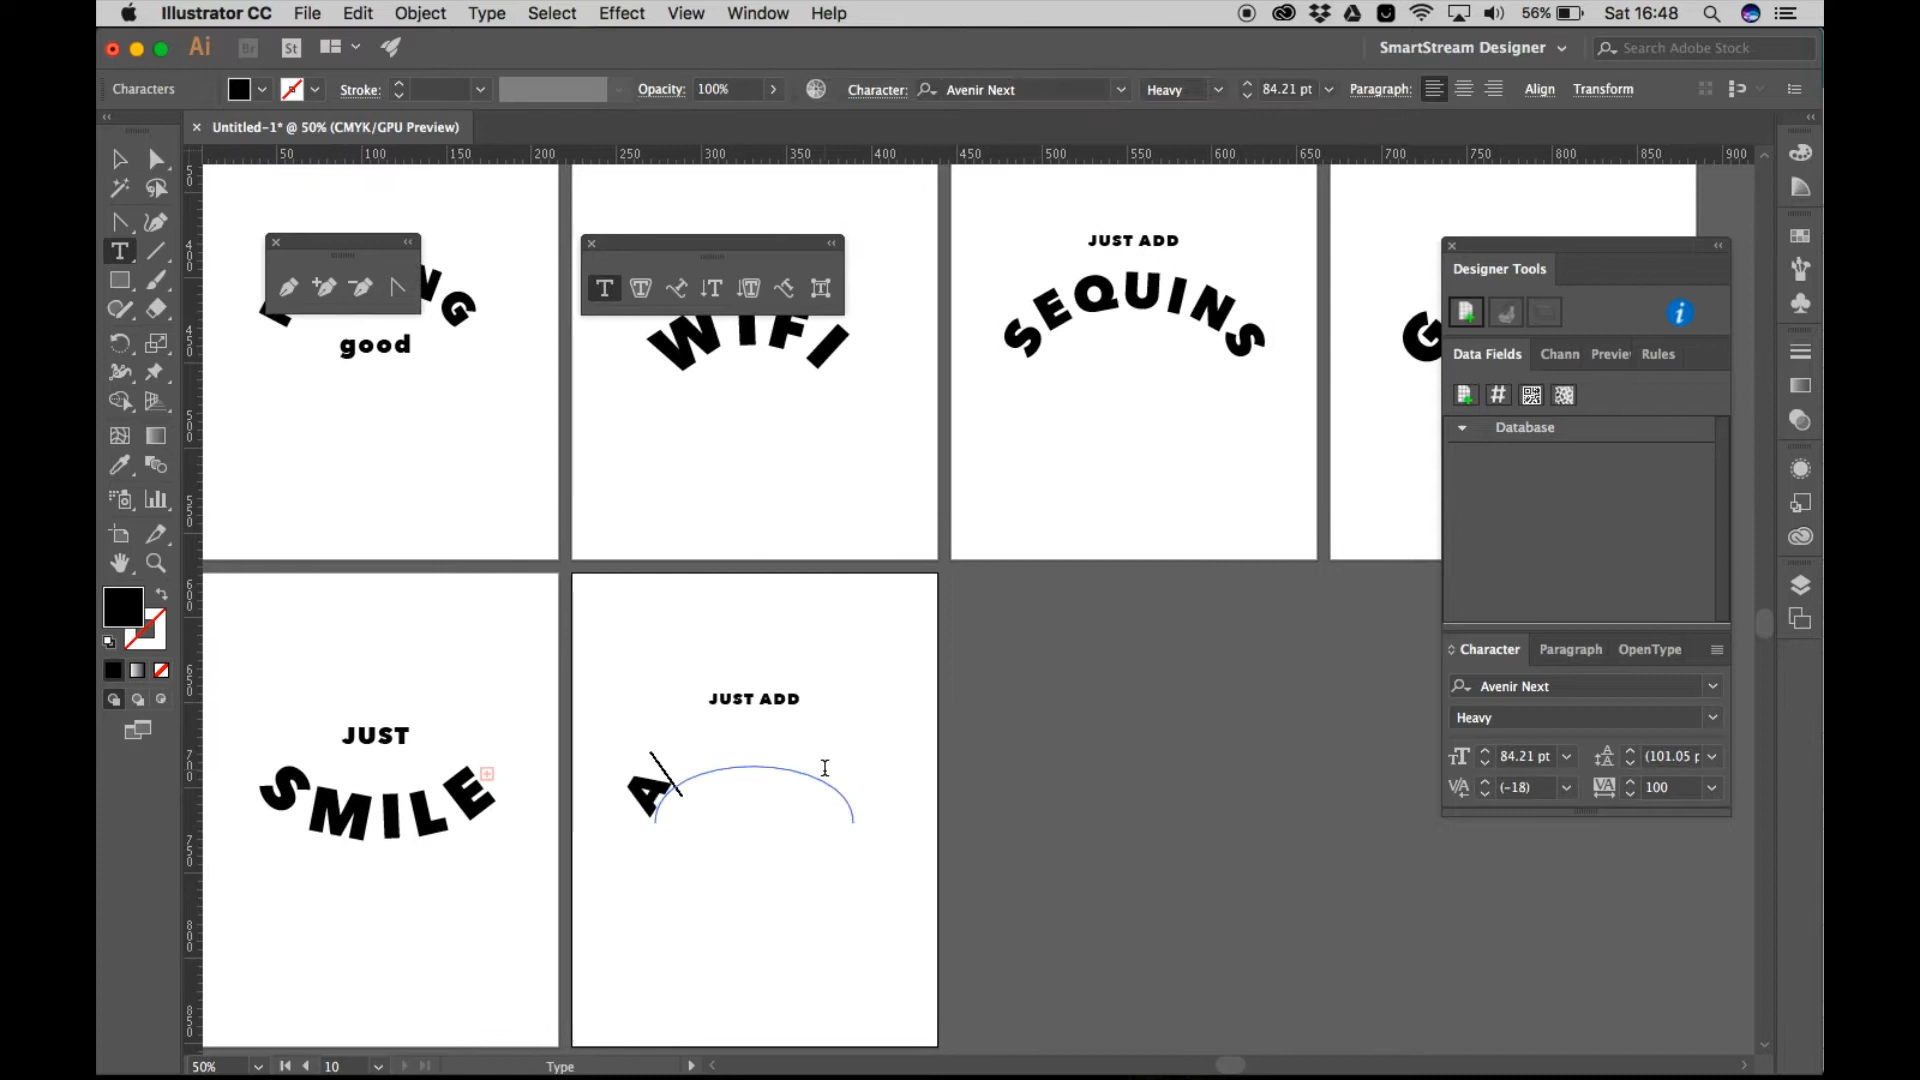 Illustrator CC File Edit Object Type Select Effect View Window Help 56% Sat 16:48
Ai Br St SmartStream Designer Search Adobe Stock
Characters Stroke: Opacity: 100% Character: Avenir Next Heavy 84.21 pt Paragraph: Align Transform
Untitled-1* @ 50% (CMYK/GPU Preview)
50 100 150 200 250 300 350 400 450 500 550 600 650 700 750 800 850 900
good
WIFI
JUST ADD
SEQUINS
G
Designer Tools
Data Fields Chann Previe Rules
Database
Character Paragraph OpenType
Avenir Next
Heavy
84.21 pt (101.05 p
(-18) 100
JUST
SMILE
JUST ADD
A
50% 10 Type